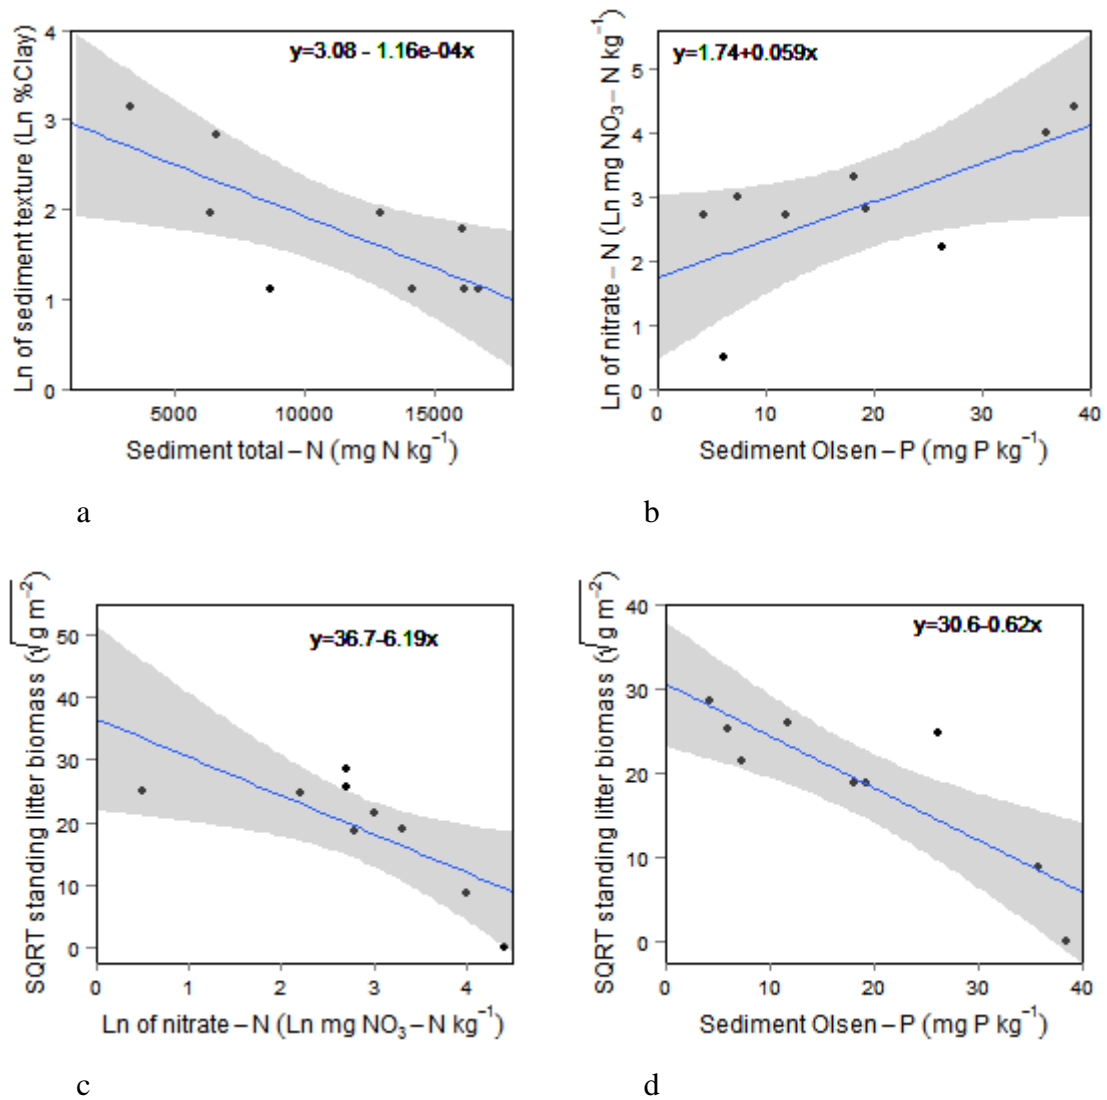 Ln of sediment texture (Ln %Clay)
4
3
2
1
0
y=3.08 - 1.16e-04x
5000 10000 15000
Sediment total – N (mg N kg⁻¹)
a
Ln of nitrate – N (Ln mg NO₃ – N kg⁻¹)
5
4
3
2
1
0
y=1.74+0.059x
0 10 20 30 40
Sediment Olsen – P (mg P kg⁻¹)
b
SQRT standing litter biomass (√g m⁻²)
50
40
30
20
10
0
y=36.7-6.19x
0 1 2 3 4
Ln of nitrate – N (Ln mg NO₃ – N kg⁻¹)
c
SQRT standing litter biomass (√g m⁻²)
40
30
20
10
0
y=30.6-0.62x
0 10 20 30 40
Sediment Olsen – P (mg P kg⁻¹)
d